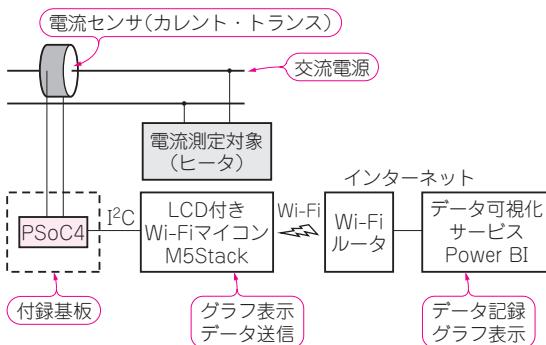 電流センサ(カレント・トランス)
交流電源
電流測定対象
(ヒータ)
インターネット
PSoC4
I²C
LCD付き
Wi-Fiマイコン
M5Stack
Wi-Fi
Wi-Fi
ルータ
データ可視化
サービス
Power BI
付録基板
グラフ表示
データ送信
データ記録
グラフ表示